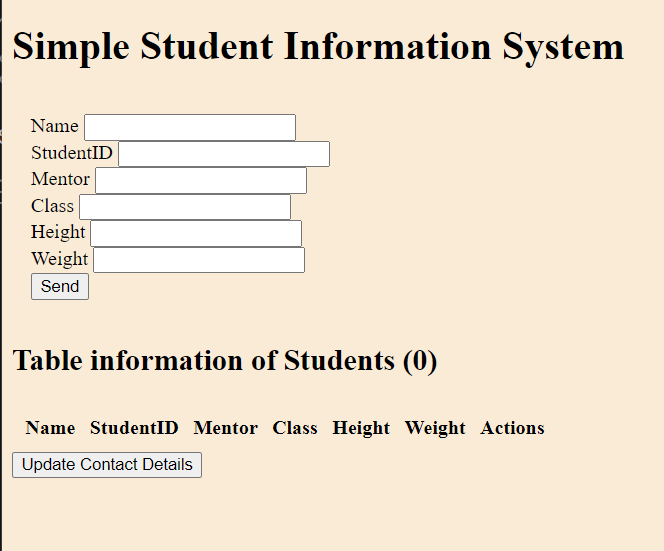 Simple Student Information System
Name
StudentID
Mentor
Class
Height
Weight
Send
Table information of Students (0)
Name StudentID Mentor Class Height Weight Actions
Update Contact Details